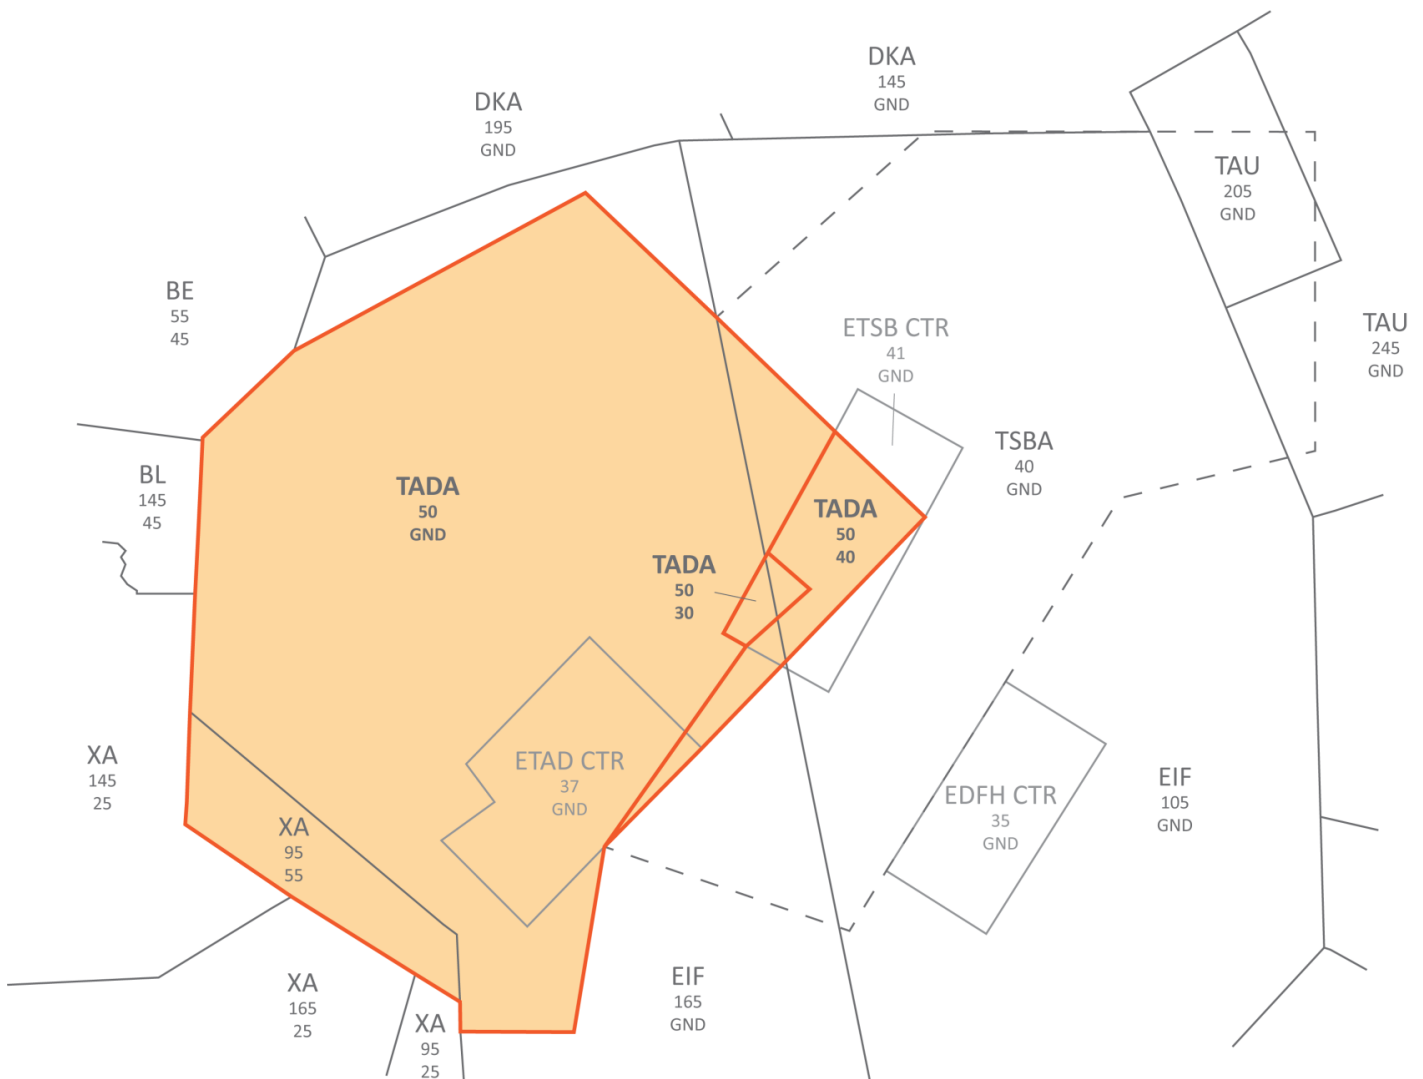 DKA
145
GND
DKA
195
GND
TAU
205
GND
BE
55
45
ETSB CTR
41
GND
TAU
245
GND
TSBA
40
GND
BL
145
45
TADA
50
GND
TADA
50
40
TADA
50
30
XA
145
25
ETAD CTR
37
GND
EDFH CTR
35
GND
EIF
105
GND
XA
95
55
XA
165
25
EIF
165
GND
XA
95
25